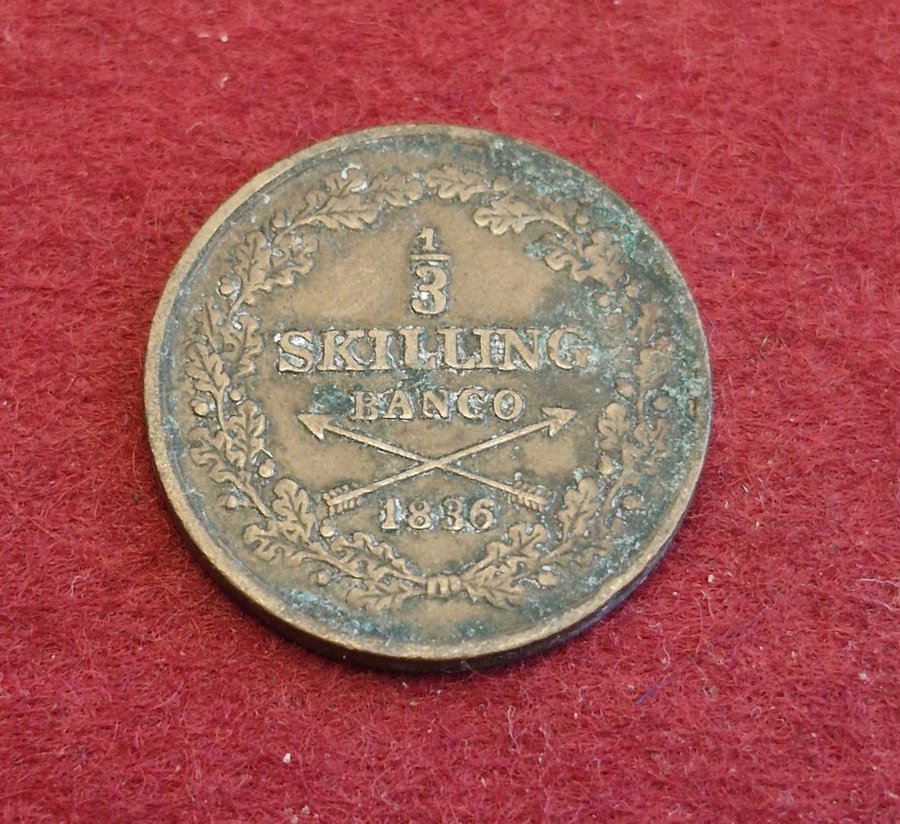 1/3
SKILLING
BANCO
1836